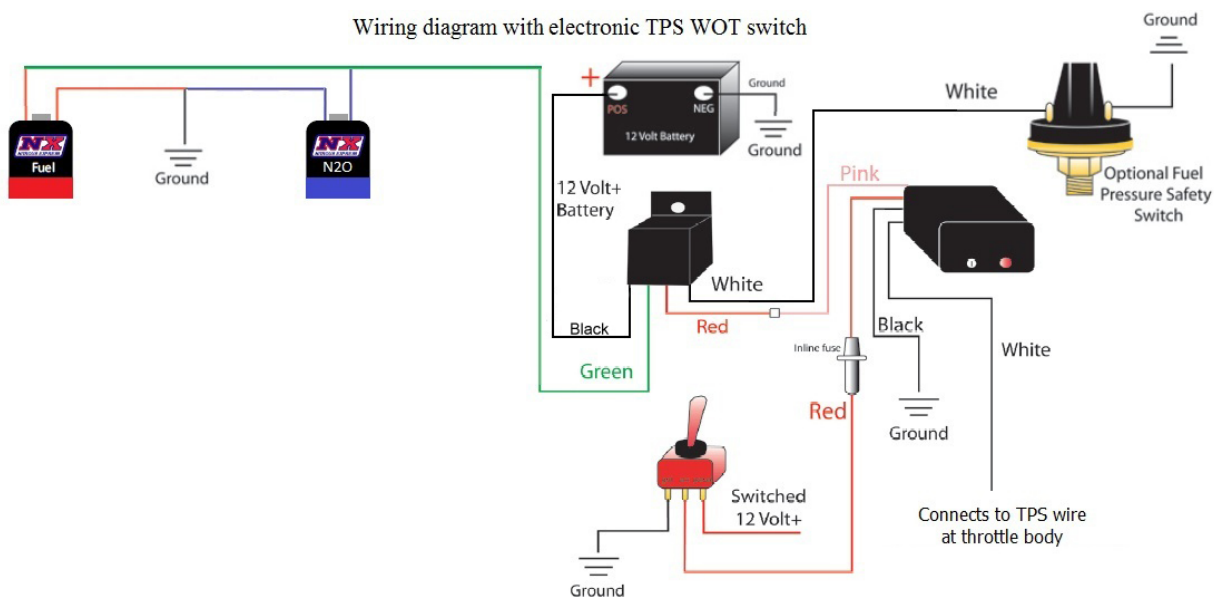 Wiring diagram with electronic TPS WOT switch
Ground
+
POS
NEG
Ground
12 Volt Battery
Ground
White
NX
Fuel
NX
N2O
Ground
12 Volt+
Battery
Pink
Optional Fuel
Pressure Safety
Switch
White
Red
Black
Black
Inline fuse
White
Green
Red
Ground
Switched
12 Volt+
Connects to TPS wire
at throttle body
Ground